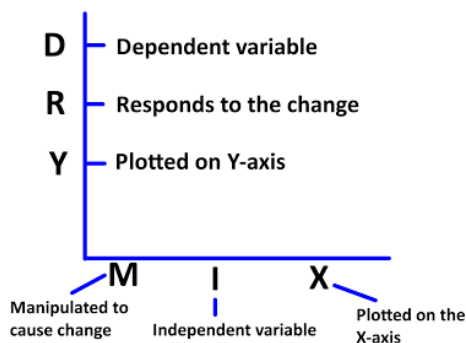 D Dependent variable
R Responds to the change
Y Plotted on Y-axis
M I X
Manipulated to
cause change
Independent variable
Plotted on the
X-axis